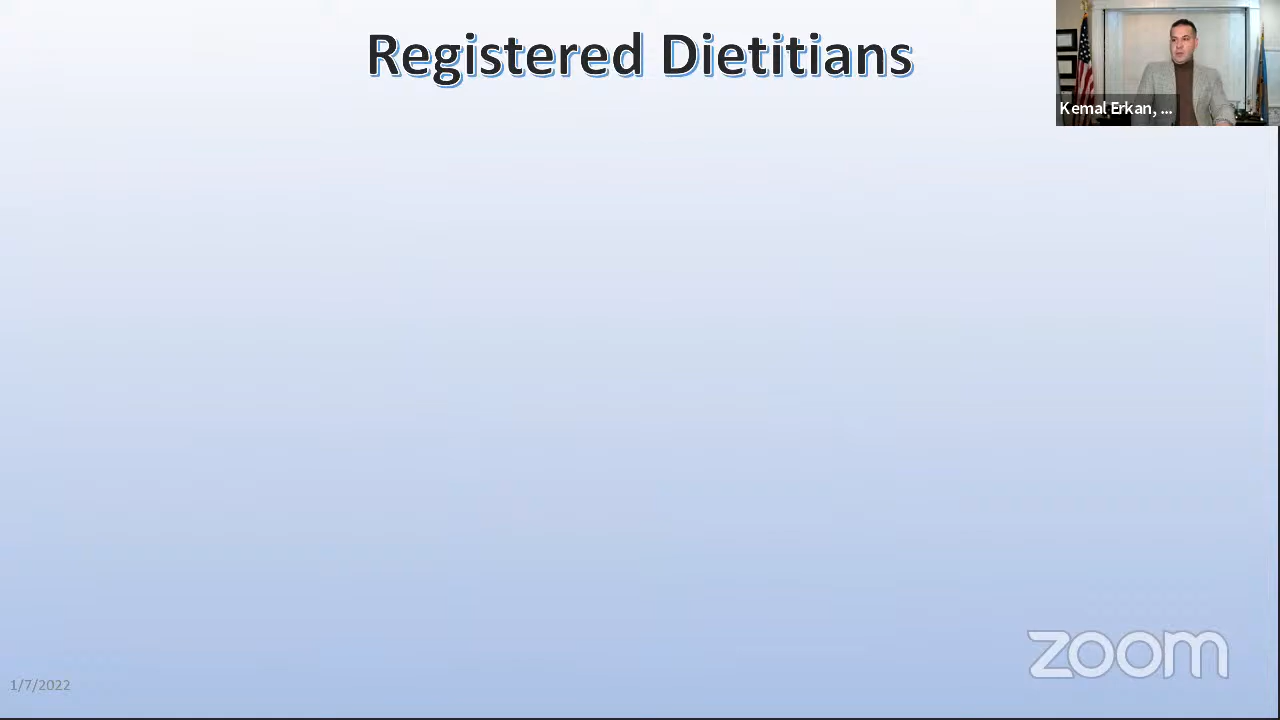 Registered Dietitians
Kemal Erkan, ...
zoom
1/7/2022